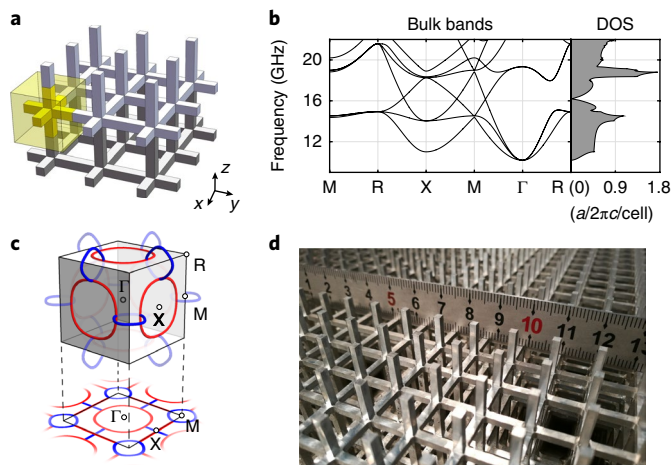 a
z
x
y
b
Bulk bands
DOS
Frequency (GHz)
20
16
12
M R X M Γ R (0) 0.9 1.8
(a/2πc/cell)
c
R
Γ
M
X
Γ
M
X
d
1 2 3 4 5 6 7 8 9 10 11 12 13